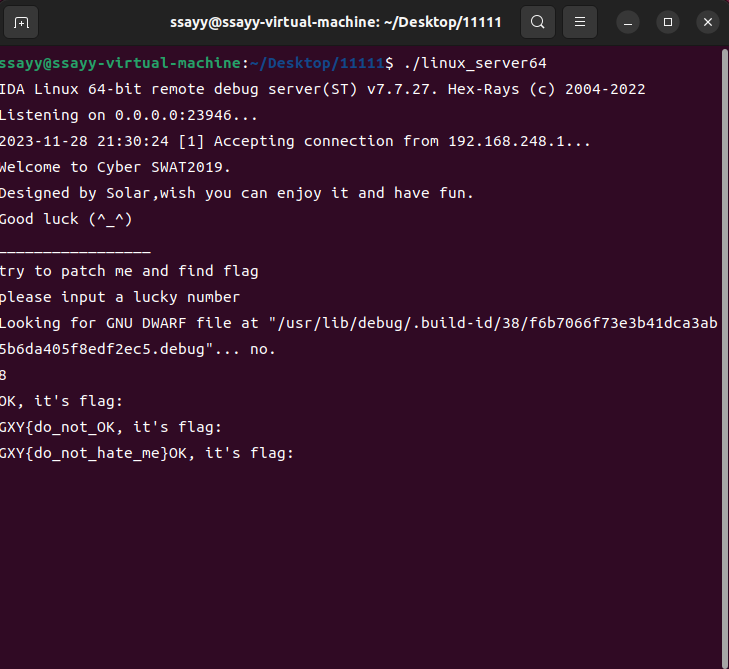 ssayy@ssayy-virtual-machine: ~/Desktop/11111
ssayy@ssayy-virtual-machine:~/Desktop/11111$ ./linux_server64
IDA Linux 64-bit remote debug server(ST) v7.7.27. Hex-Rays (c) 2004-2022
Listening on 0.0.0.0:23946...
2023-11-28 21:30:24 [1] Accepting connection from 192.168.248.1...
Welcome to Cyber SWAT2019.
Designed by Solar,wish you can enjoy it and have fun.
Good luck (^_^)
_________________
try to patch me and find flag
please input a lucky number
Looking for GNU DWARF file at "/usr/lib/debug/.build-id/38/f6b7066f73e3b41dca3ab
5b6da405f8edf2ec5.debug"... no.
8
OK, it's flag:
GXY{do_not_OK, it's flag:
GXY{do_not_hate_me}OK, it's flag: